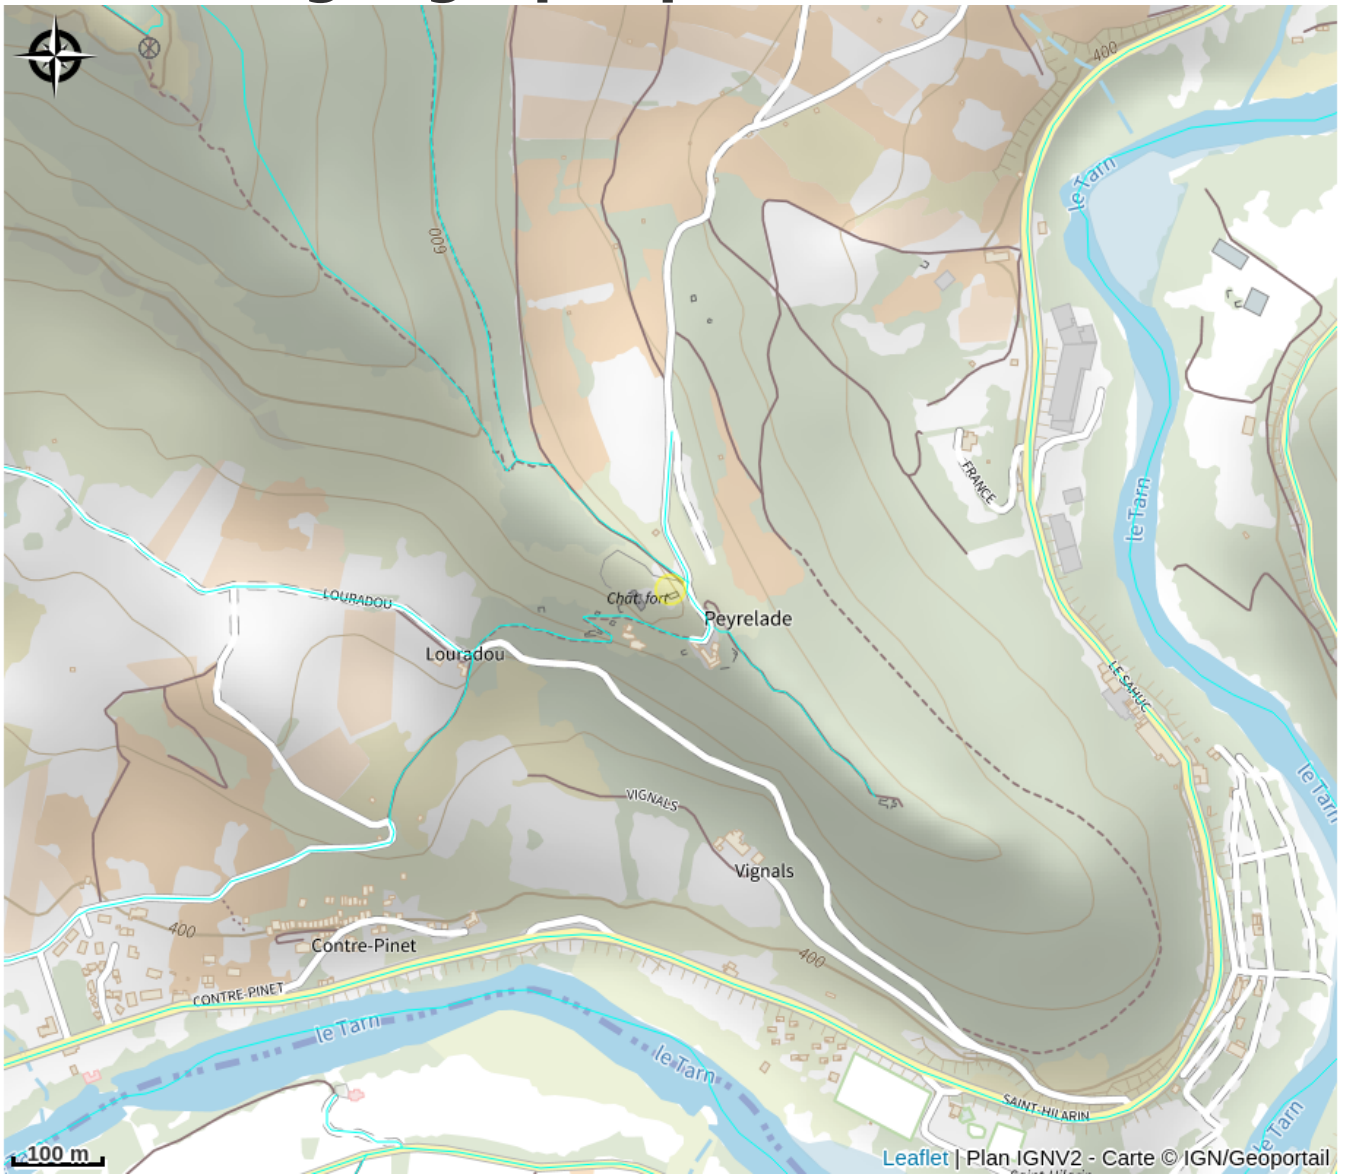 400
le Tarn
600
le Tarn
FRANCE
LOURADOU
Chât. fort
Peyrelade
Louradou
LE SAHUC
le Tarn
VIGNALS
Vignals
400
Contre-Pinet
400
CONTRE-PINET
le Tarn
le Tarn
SAINT-HILARIN
le Tarn
100 m
Leaflet | Plan IGNV2 - Carte © IGN/Geoportail